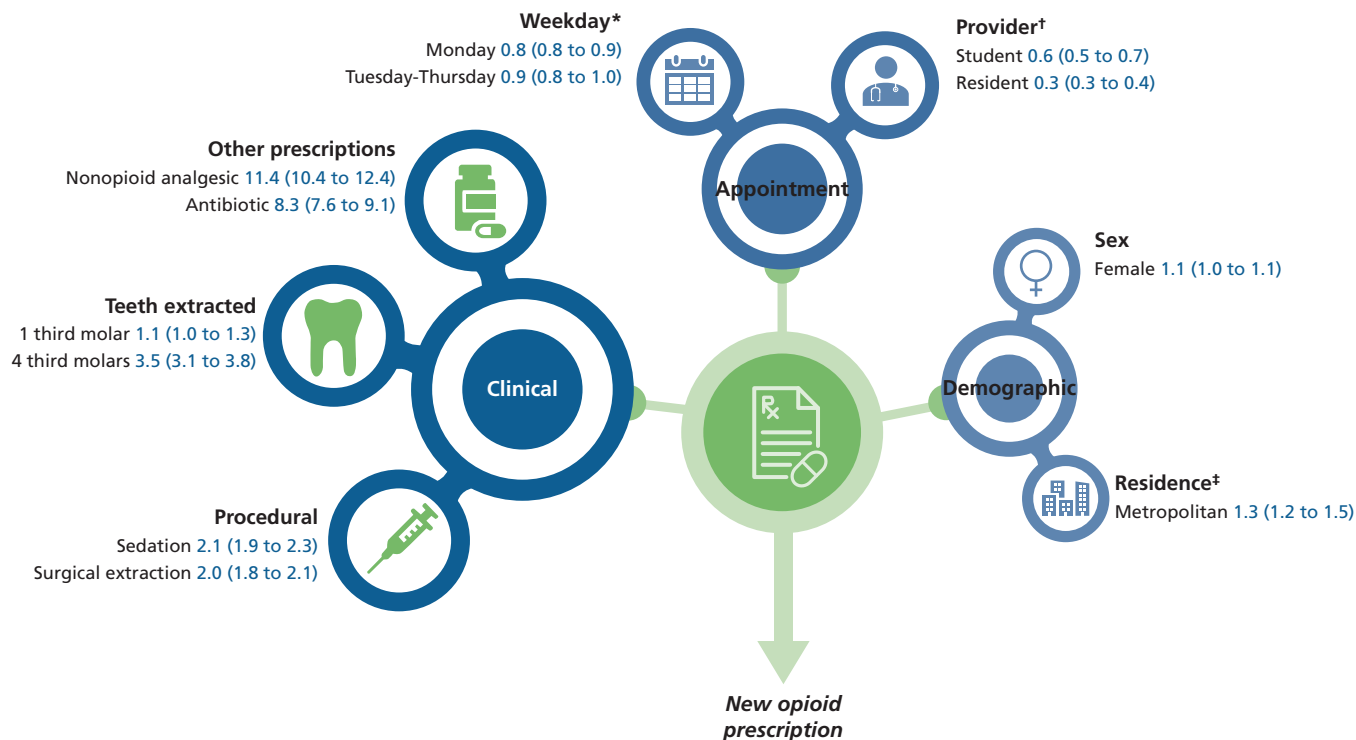 Weekday*
Monday 0.8 (0.8 to 0.9)
Tuesday-Thursday 0.9 (0.8 to 1.0)
Provider†
Student 0.6 (0.5 to 0.7)
Resident 0.3 (0.3 to 0.4)
Appointment
Other prescriptions
Nonopioid analgesic 11.4 (10.4 to 12.4)
Antibiotic 8.3 (7.6 to 9.1)
Teeth extracted
1 third molar 1.1 (1.0 to 1.3)
4 third molars 3.5 (3.1 to 3.8)
Clinical
Procedural
Sedation 2.1 (1.9 to 2.3)
Surgical extraction 2.0 (1.8 to 2.1)
Sex
Female 1.1 (1.0 to 1.1)
Demographic
Residence‡
Metropolitan 1.3 (1.2 to 1.5)
Rx
New opioid
prescription